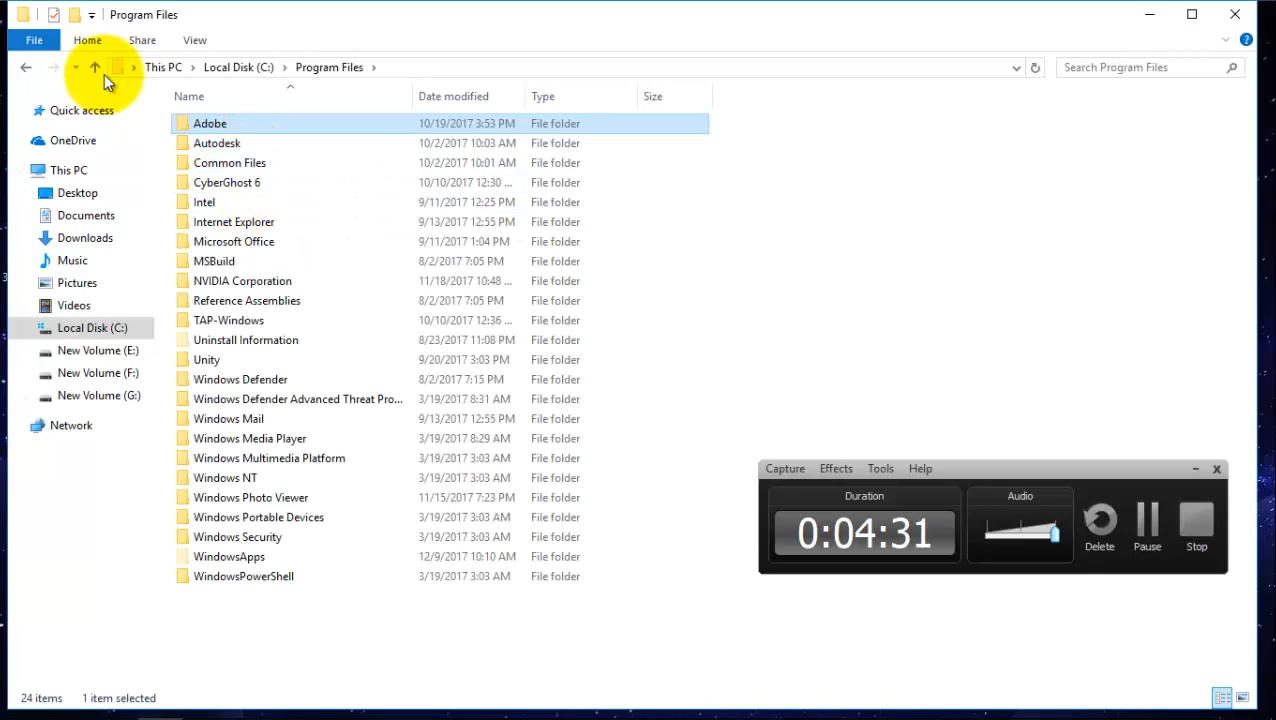 Program Files
File Home Share View
This PC Local Disk (C:) Program Files Search Program Files
Name Date modified Type Size
Quick access
OneDrive
This PC
Desktop
Documents
Downloads
Music
Pictures
Videos
Local Disk (C:)
New Volume (E:)
New Volume (F:)
New Volume (G:)
Network
Adobe 10/19/2017 3:53 PM File folder
Autodesk 10/2/2017 10:03 AM File folder
Common Files 10/2/2017 10:01 AM File folder
CyberGhost 6 10/10/2017 12:30 ... File folder
Intel 9/11/2017 12:25 PM File folder
Internet Explorer 9/13/2017 12:55 PM File folder
Microsoft Office 9/11/2017 1:04 PM File folder
MSBuild 8/2/2017 7:05 PM File folder
NVIDIA Corporation 11/18/2017 10:48 ... File folder
Reference Assemblies 8/2/2017 7:05 PM File folder
TAP-Windows 10/10/2017 12:36 ... File folder
Uninstall Information 8/23/2017 11:08 PM File folder
Unity 9/20/2017 3:03 PM File folder
Windows Defender 8/2/2017 7:15 PM File folder
Windows Defender Advanced Threat Pro... 3/19/2017 8:31 AM File folder
Windows Mail 9/13/2017 12:55 PM File folder
Windows Media Player 3/19/2017 8:29 AM File folder
Windows Multimedia Platform 3/19/2017 3:03 AM File folder
Windows NT 3/19/2017 3:03 AM File folder
Windows Photo Viewer 11/15/2017 7:23 PM File folder
Windows Portable Devices 3/19/2017 3:03 AM File folder
Windows Security 3/19/2017 3:03 AM File folder
WindowsApps 12/9/2017 10:10 AM File folder
WindowsPowerShell 3/19/2017 3:03 AM File folder
Capture Effects Tools Help
Duration Audio
0:04:31
Delete Pause Stop
24 items 1 item selected